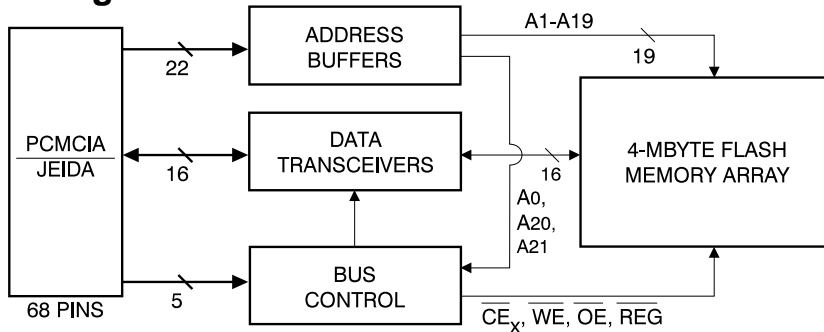 ADDRESS
BUFFERS
A1-A19
22
19
PCMCIA
JEIDA
DATA
TRANSCEIVERS
4-MBYTE FLASH
MEMORY ARRAY
16
16
A0,
A20,
A21
BUS
CONTROL
5
68 PINS
CEx, WE, OE, REG